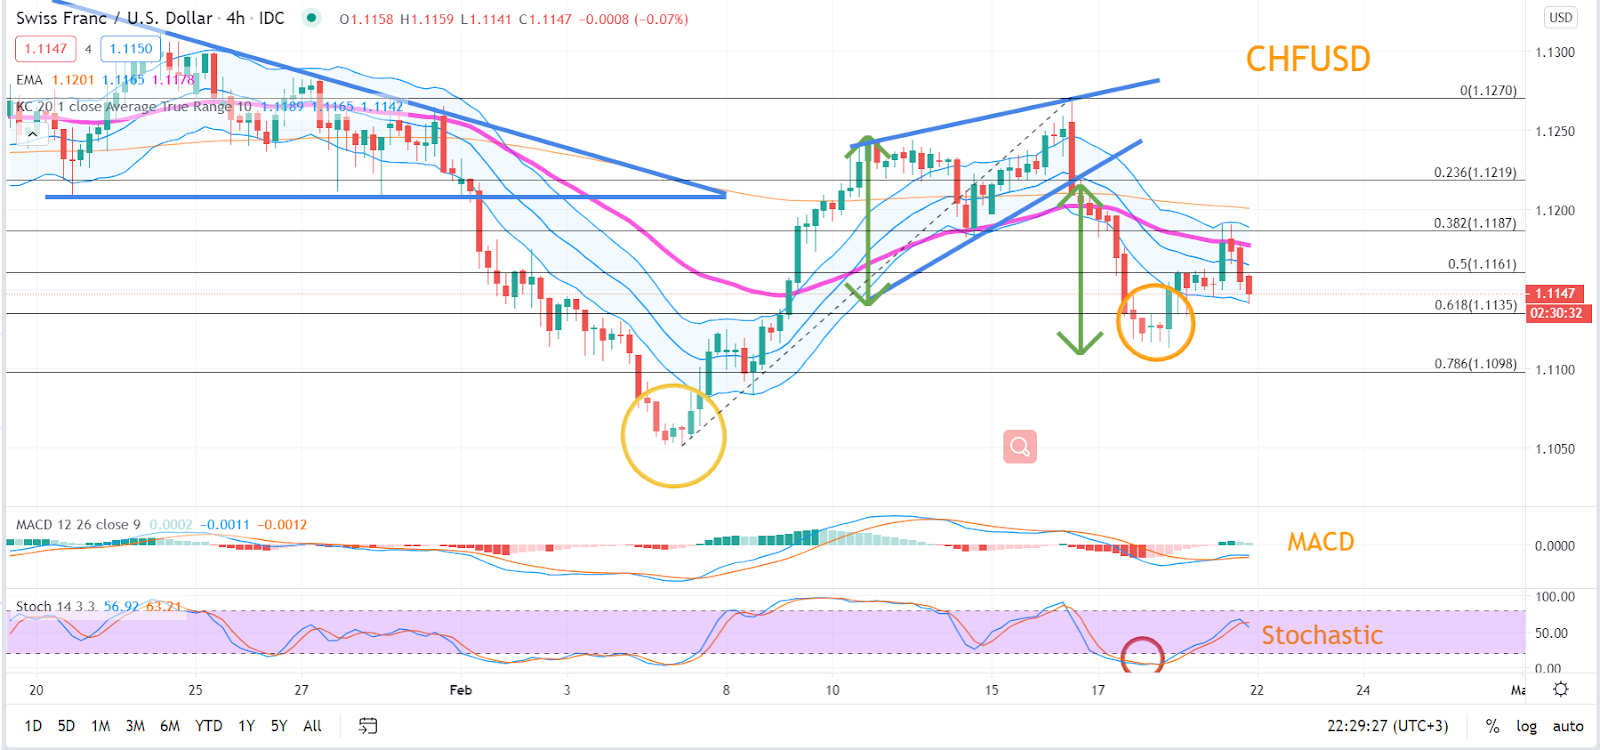 Swiss Franc / U.S. Dollar · 4h · IDC O1.1158 H1.1159 L1.1141 C1.1147 −0.0008 (−0.07%)
USD
1.1147 4 1.1150
EMA 1.1201 1.1165 1.1178
KC 20 1 close Average True Range 10 1.1189 1.1165 1.1142
CHFUSD
1.1300
0(1.1270)
1.1250
0.236(1.1219)
1.1200
0.382(1.1187)
0.5(1.1161)
1.1147
0.618(1.1135)
02:30:32
0.786(1.1098)
1.1100
1.1050
MACD 12 26 close 9 0.0002 −0.0011 −0.0012
MACD
0.0000
Stoch 14 3 3 56.92 63.21
100.00
Stochastic
50.00
0.00
20 25 27 Feb 3 8 10 15 17 22 24 Ma
1D 5D 1M 3M 6M YTD 1Y 5Y All 22:29:27 (UTC+3) % log auto